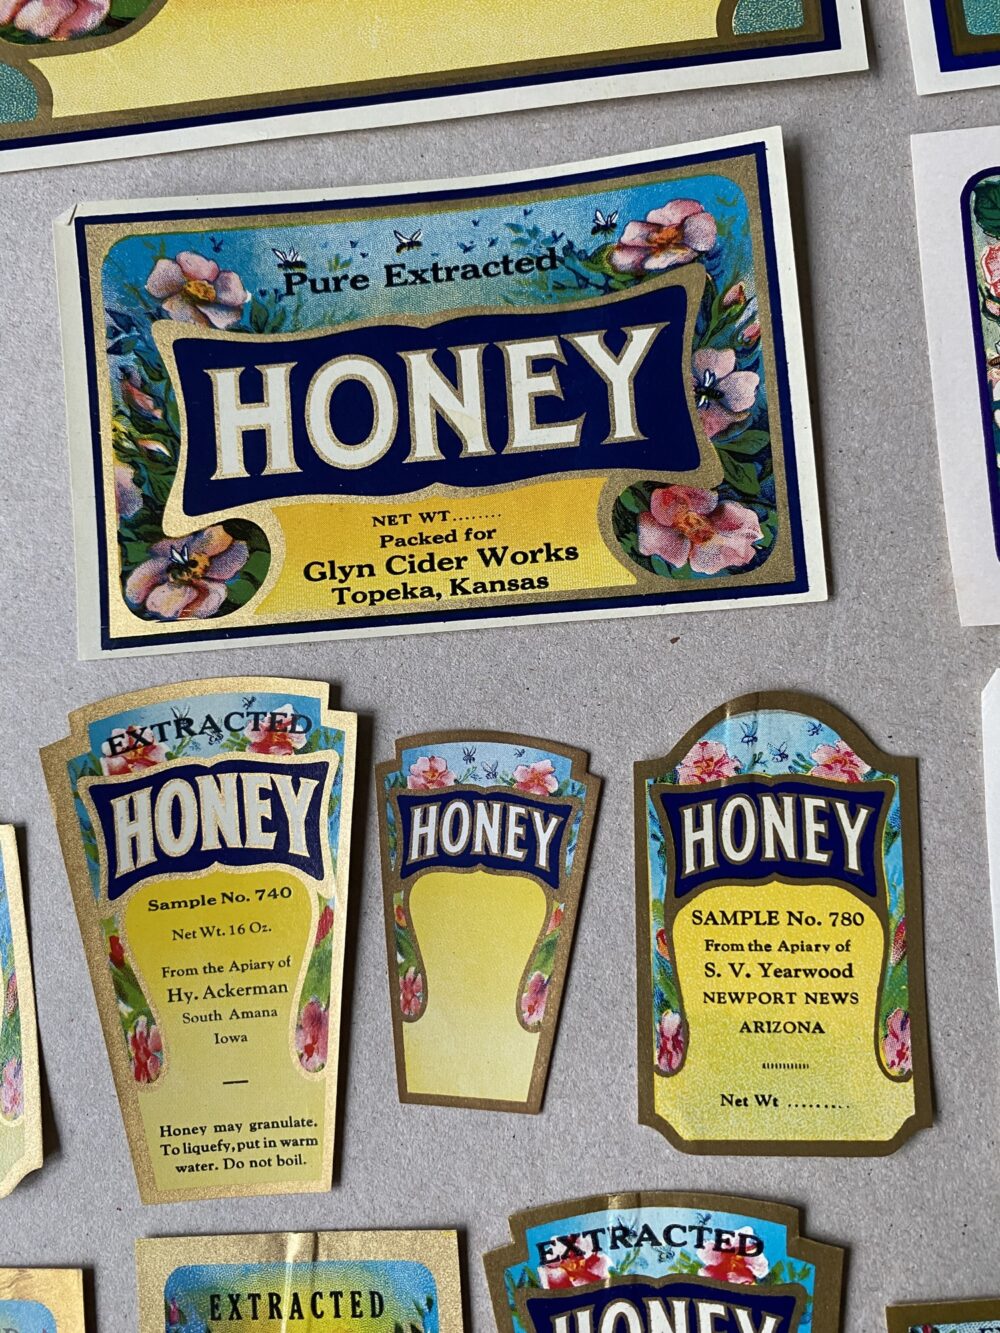 Pure Extracted
HONEY
NET WT........
Packed for
Glyn Cider Works
Topeka, Kansas
EXTRACTED
HONEY
Sample No. 740
Net Wt. 16 Oz.
From the Apiary of
Hy. Ackerman
South Amana
Iowa
Honey may granulate.
To liquefy, put in warm
water. Do not boil.
HONEY
HONEY
SAMPLE No. 780
From the Apiary of
S. V. Yearwood
NEWPORT NEWS
ARIZONA
Net Wt .........
EXTRACTED
EXTRACTED
HONEY